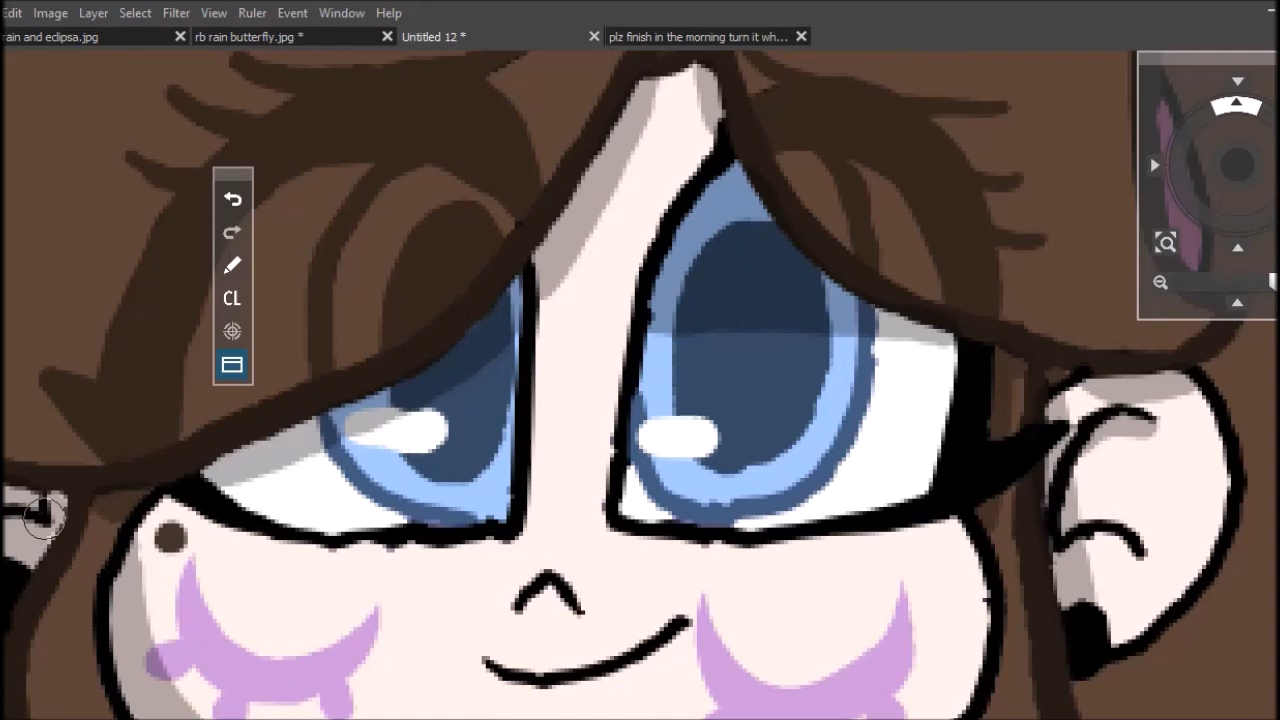 Edit Image Layer Select Filter View Ruler Event Window Help
rain and eclipsa.jpg rb rain butterfly.jpg * Untitled 12 * plz finish in the morning turn it wh...
CL